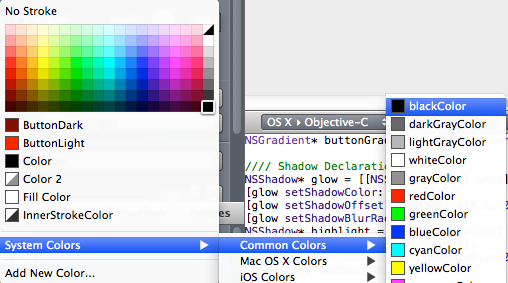 No Stroke
ButtonDark
ButtonLight
Color
Color 2
Fill Color
InnerStrokeColor
System Colors
Add New Color...
Common Colors
Mac OS X Colors
iOS Colors
OS X Objective-C
NSGradient* buttonGra
//// Shadow Declaratio
NSShadow* glow = [[NS
[glow setShadowColor:
[glow setShadowOffset
[glow setShadowBlurRa
NSShadow* highlight =
blackColor
darkGrayColor
lightGrayColor
whiteColor
grayColor
redColor
greenColor
blueColor
cyanColor
yellowColor